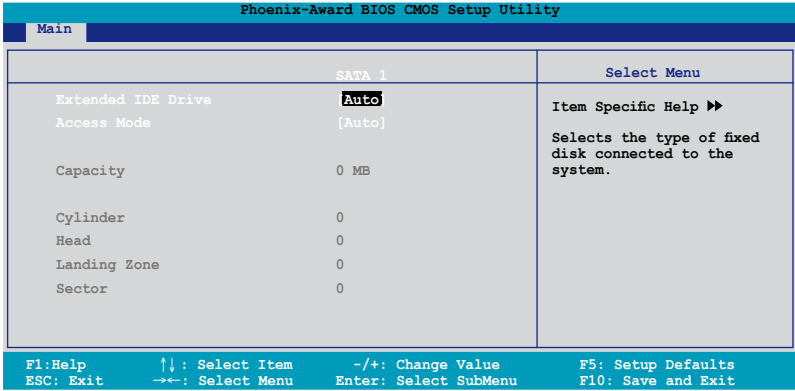 Phoenix-Award BIOS CMOS Setup Utility
Main
SATA 1
Select Menu
Extended IDE Drive [Auto]
Access Mode [Auto]
Item Specific Help ▶▶
Selects the type of fixed
disk connected to the
system.
Capacity 0 MB
Cylinder 0
Head 0
Landing Zone 0
Sector 0
F1:Help ↑↓: Select Item -/+: Change Value F5: Setup Defaults
ESC: Exit →←: Select Menu Enter: Select SubMenu F10: Save and Exit